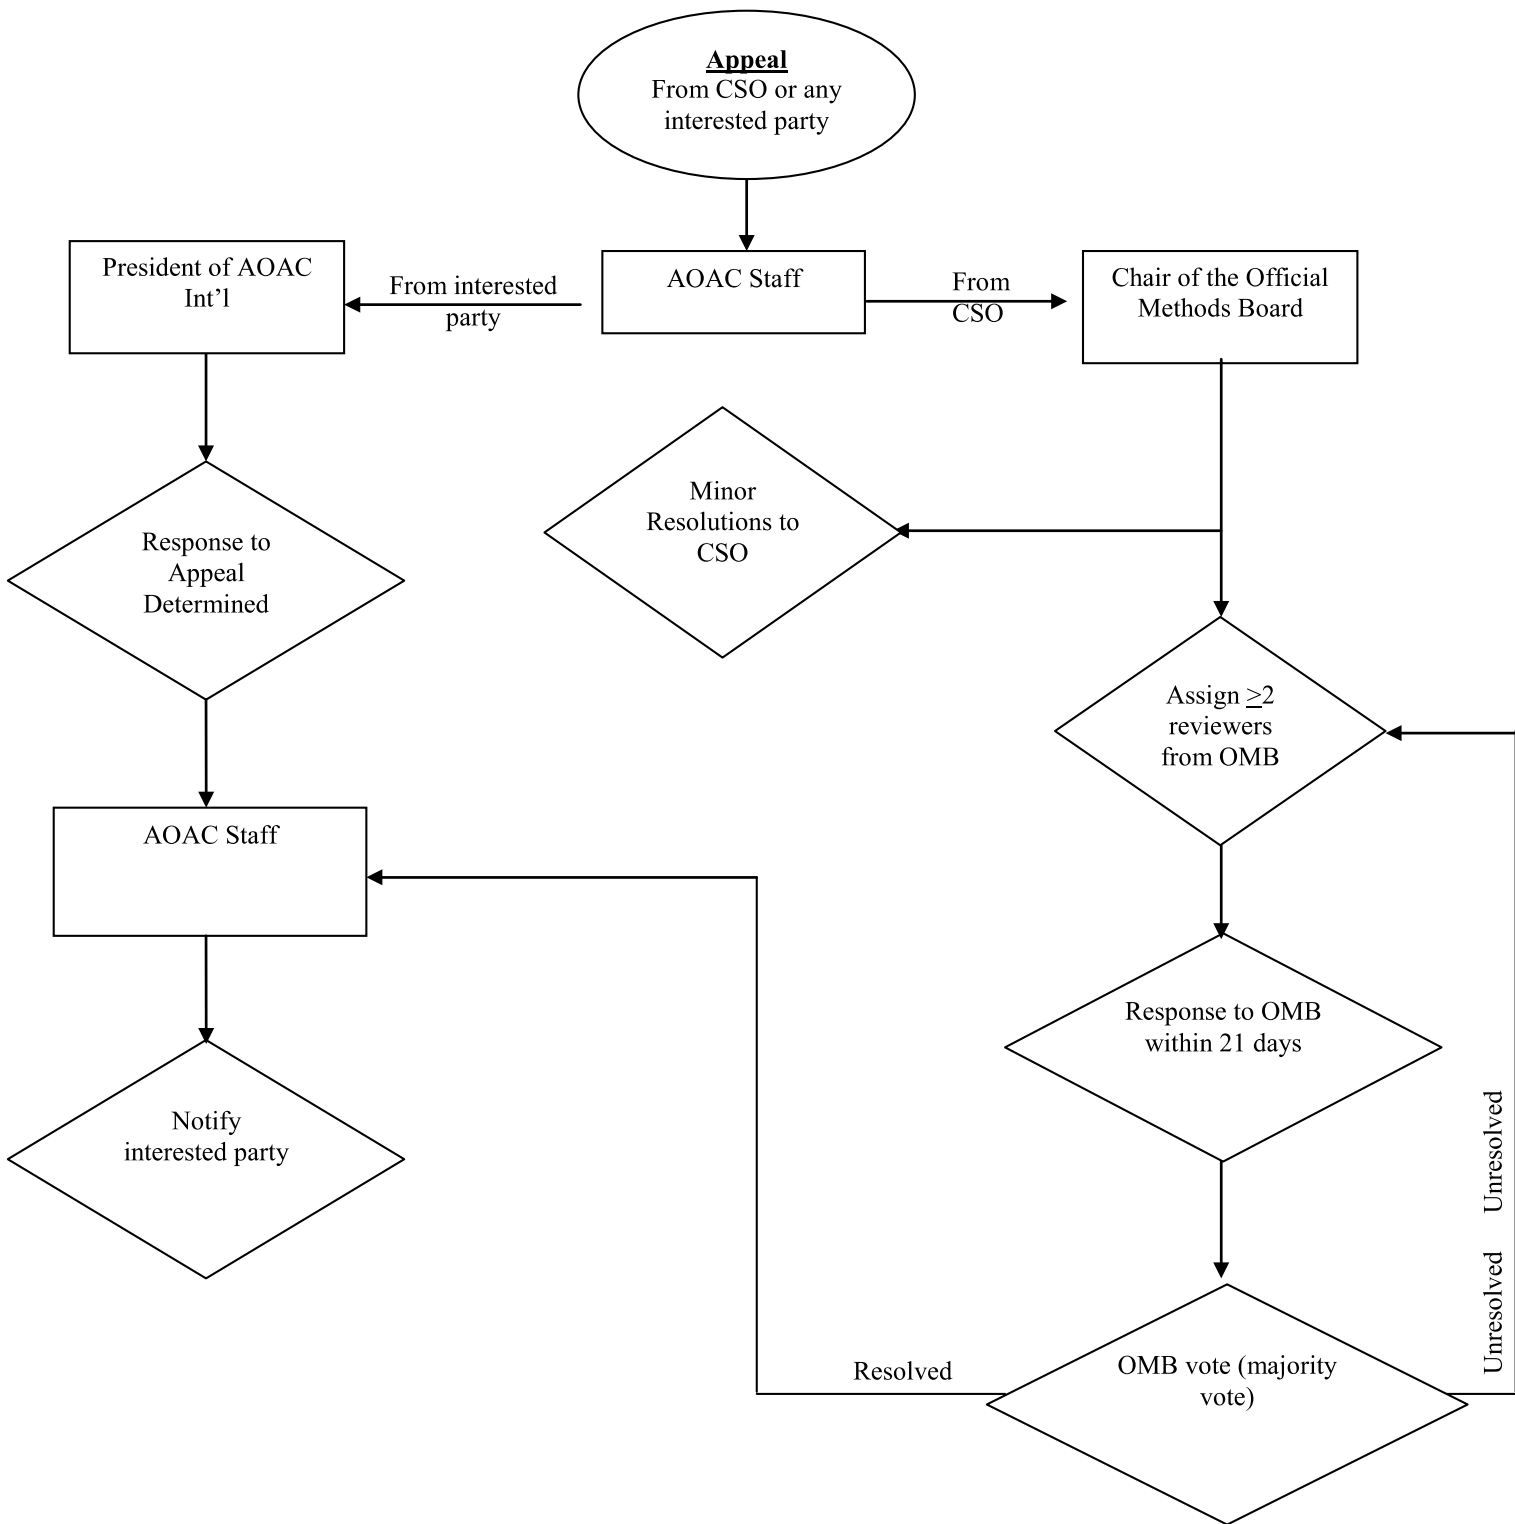 Appeal
From CSO or any
interested party
President of AOAC
Int’l
From interested
party
AOAC Staff
From
CSO
Chair of the Official
Methods Board
Minor
Resolutions to
CSO
Response to
Appeal
Determined
Assign ≥2
reviewers
from OMB
AOAC Staff
Response to OMB
within 21 days
Notify
interested party
Unresolved
Unresolved
Resolved
OMB vote (majority
vote)